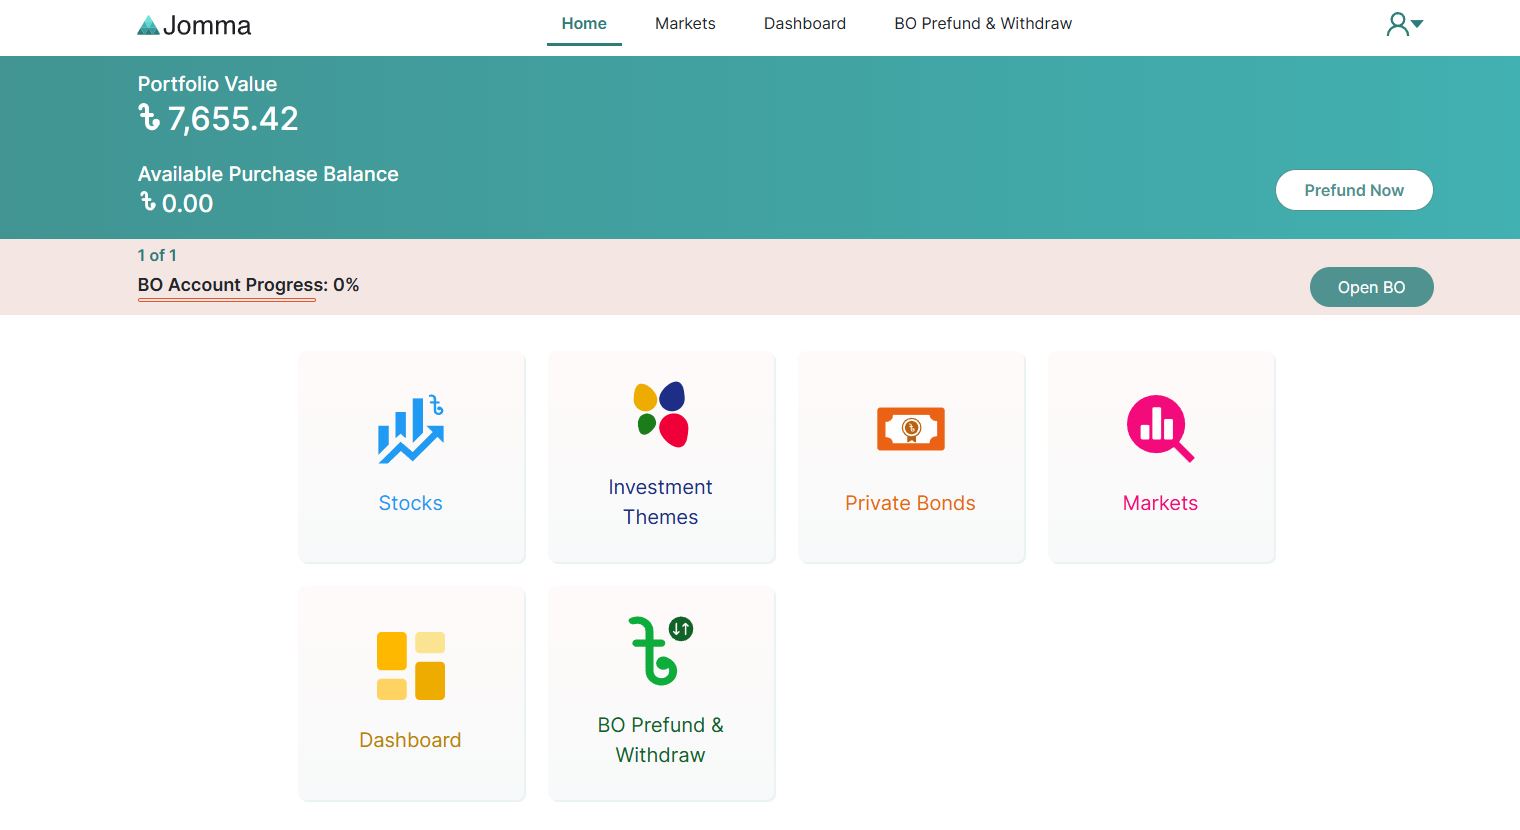 Jomma
Home
Markets
Dashboard
BO Prefund & Withdraw
Portfolio Value
৳ 7,655.42
Available Purchase Balance
৳ 0.00
Prefund Now
1 of 1
BO Account Progress: 0%
Open BO
Stocks
Investment
Themes
Private Bonds
Markets
Dashboard
BO Prefund &
Withdraw